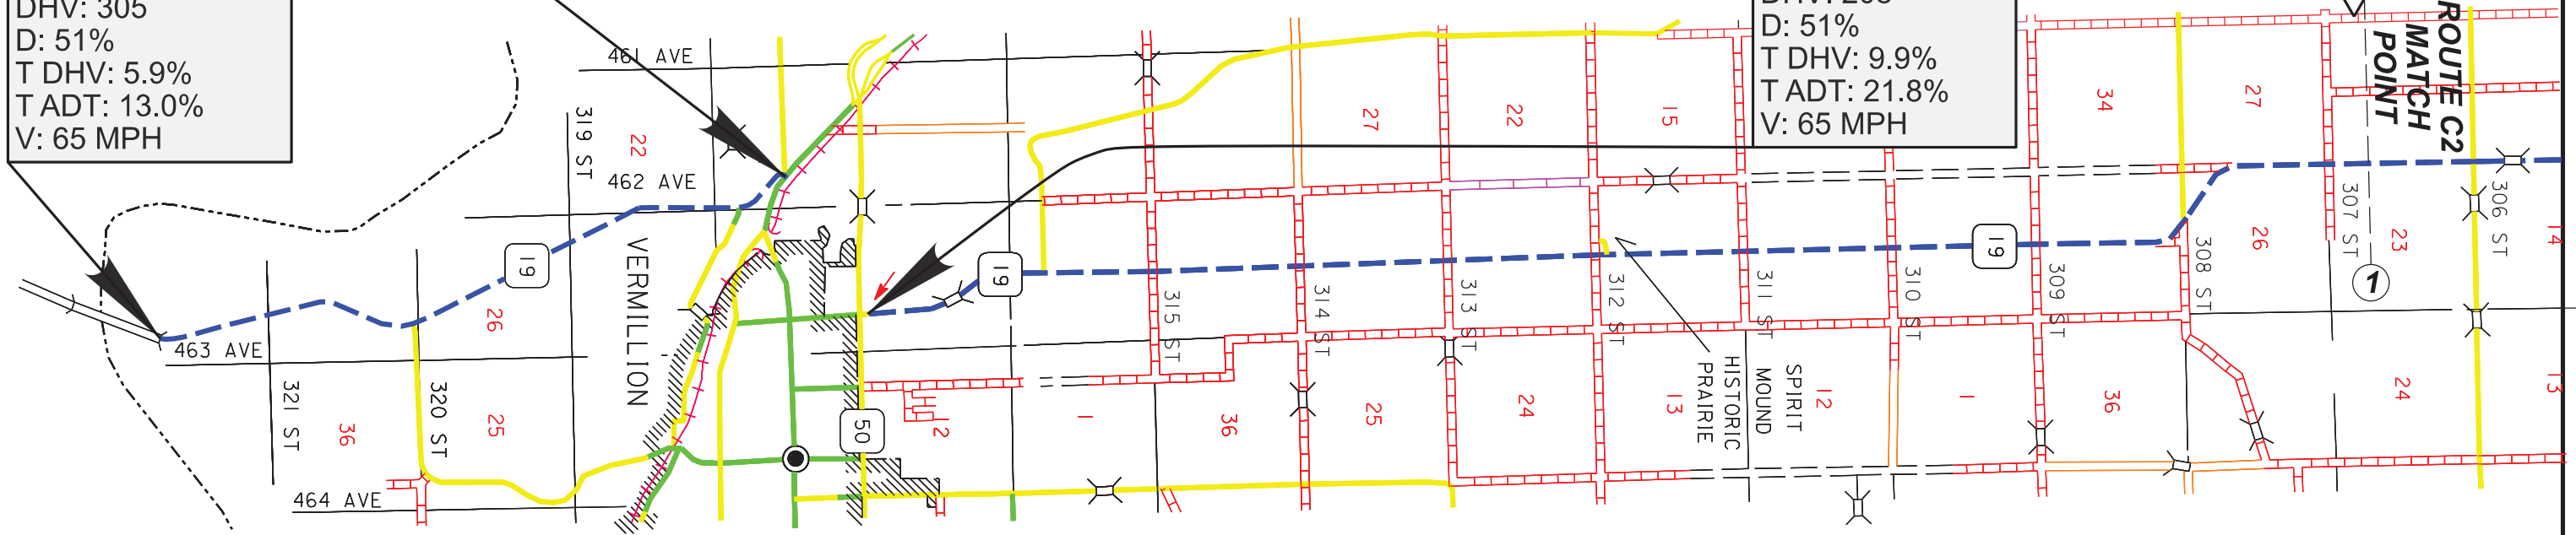 DHV: 305
D: 51%
T DHV: 5.9%
T ADT: 13.0%
V: 65 MPH
D: 51%
T DHV: 9.9%
T ADT: 21.8%
V: 65 MPH
ROUTE C2
MATCH
POINT
461 AVE
462 AVE
463 AVE
464 AVE
319 ST
320 ST
321 ST
VERMILLION
19
19
19
50
315 ST
314 ST
313 ST
312 ST
311 ST
310 ST
309 ST
308 ST
307 ST
306 ST
SPIRIT
MOUND
HISTORIC
PRAIRIE
1
22
26
25
36
27
22
15
34
27
26
23
14
12
1
36
25
24
13
12
1
36
24
13